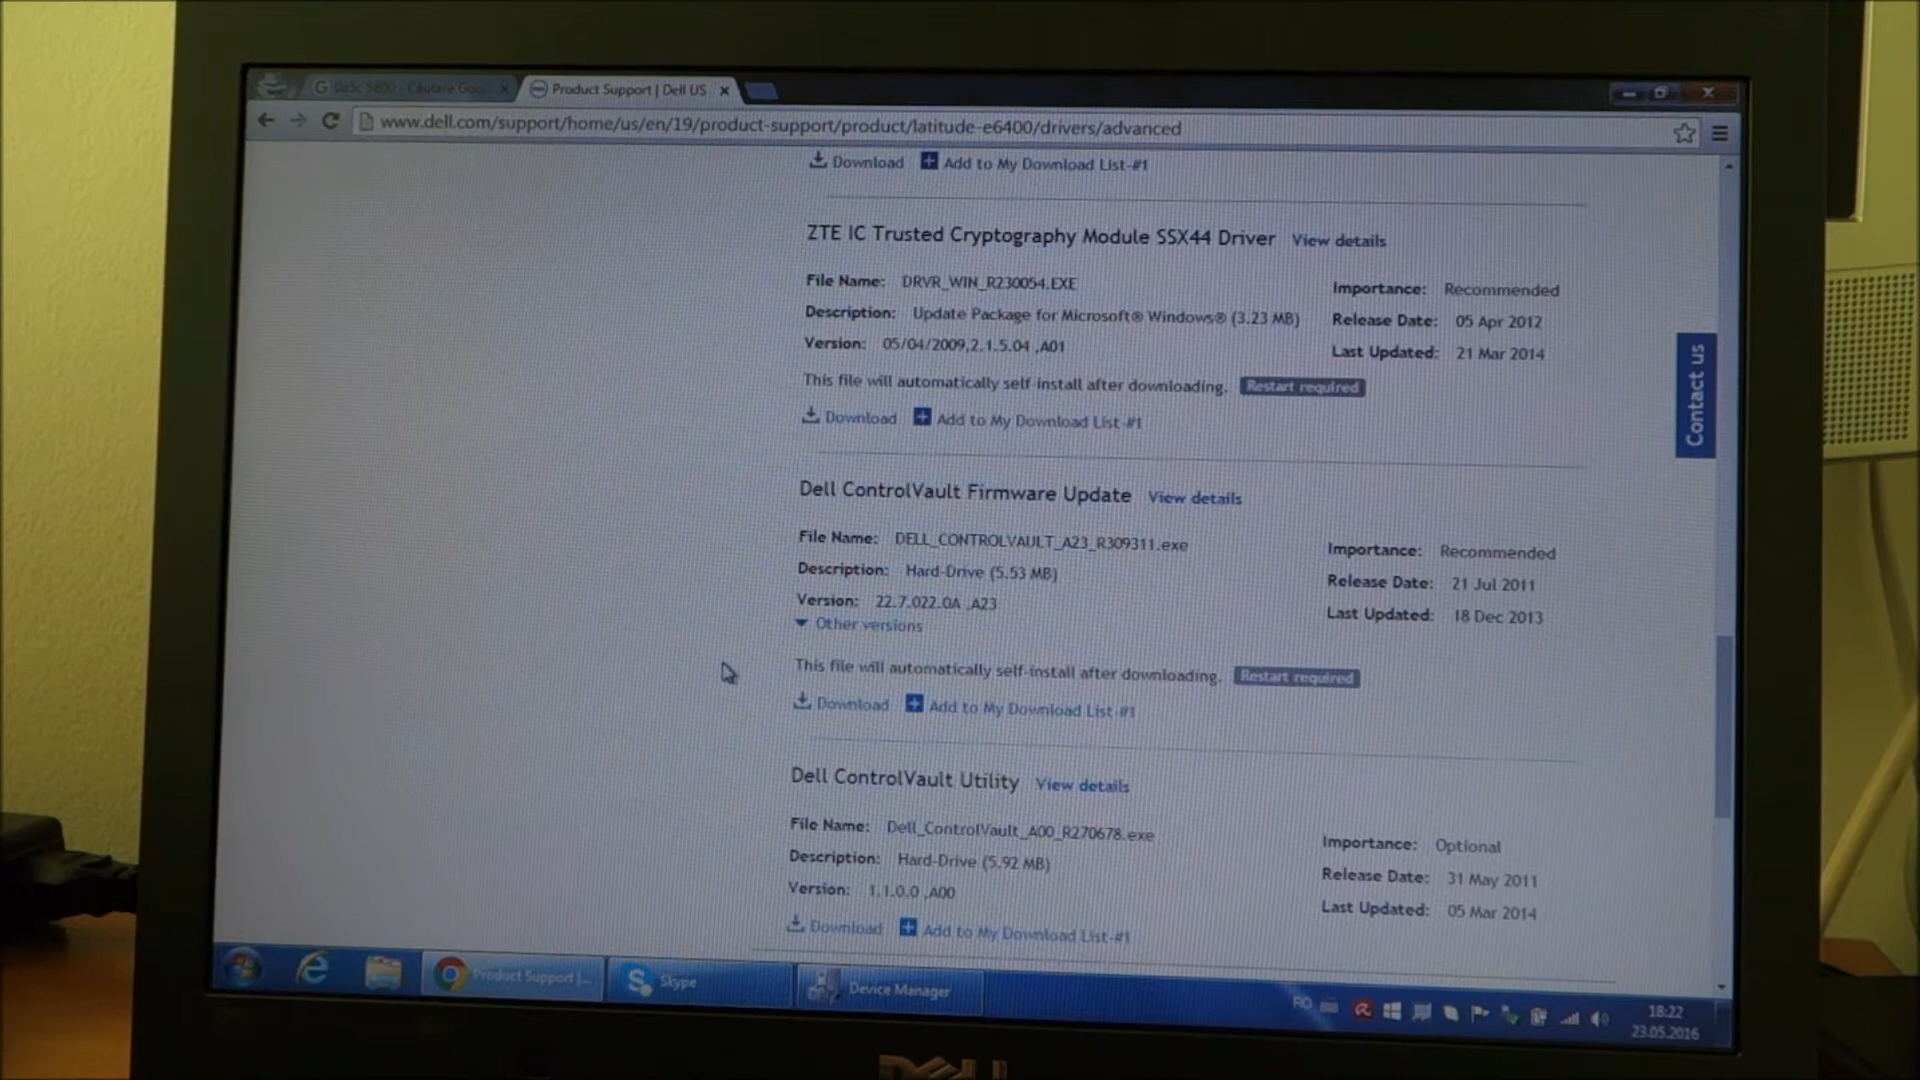 Da5c 5800 - Căutare Goo
Product Support | Dell US
www.dell.com/support/home/us/en/19/product-support/product/latitude-e6400/drivers/advanced
Download Add to My Download List-#1
ZTE IC Trusted Cryptography Module SSX44 Driver View details
File Name: DRVR_WIN_R230054.EXE
Importance: Recommended
Description: Update Package for Microsoft® Windows® (3.23 MB)
Release Date: 05 Apr 2012
Version: 05/04/2009,2.1.5.04 ,A01
Last Updated: 21 Mar 2014
This file will automatically self-install after downloading. Restart required
Download Add to My Download List-#1
Contact us
Dell ControlVault Firmware Update View details
File Name: DELL_CONTROLVAULT_A23_R309311.exe
Importance: Recommended
Description: Hard-Drive (5.53 MB)
Release Date: 21 Jul 2011
Version: 22.7.022.0A ,A23
Last Updated: 18 Dec 2013
Other versions
This file will automatically self-install after downloading. Restart required
Download Add to My Download List-#1
Dell ControlVault Utility View details
File Name: Dell_ControlVault_A00_R270678.exe
Importance: Optional
Description: Hard-Drive (5.92 MB)
Release Date: 31 May 2011
Version: 1.1.0.0 ,A00
Last Updated: 05 Mar 2014
Download Add to My Download List-#1
Product Support |...
Skype
Device Manager
RO
18:22
23.05.2016
DELL